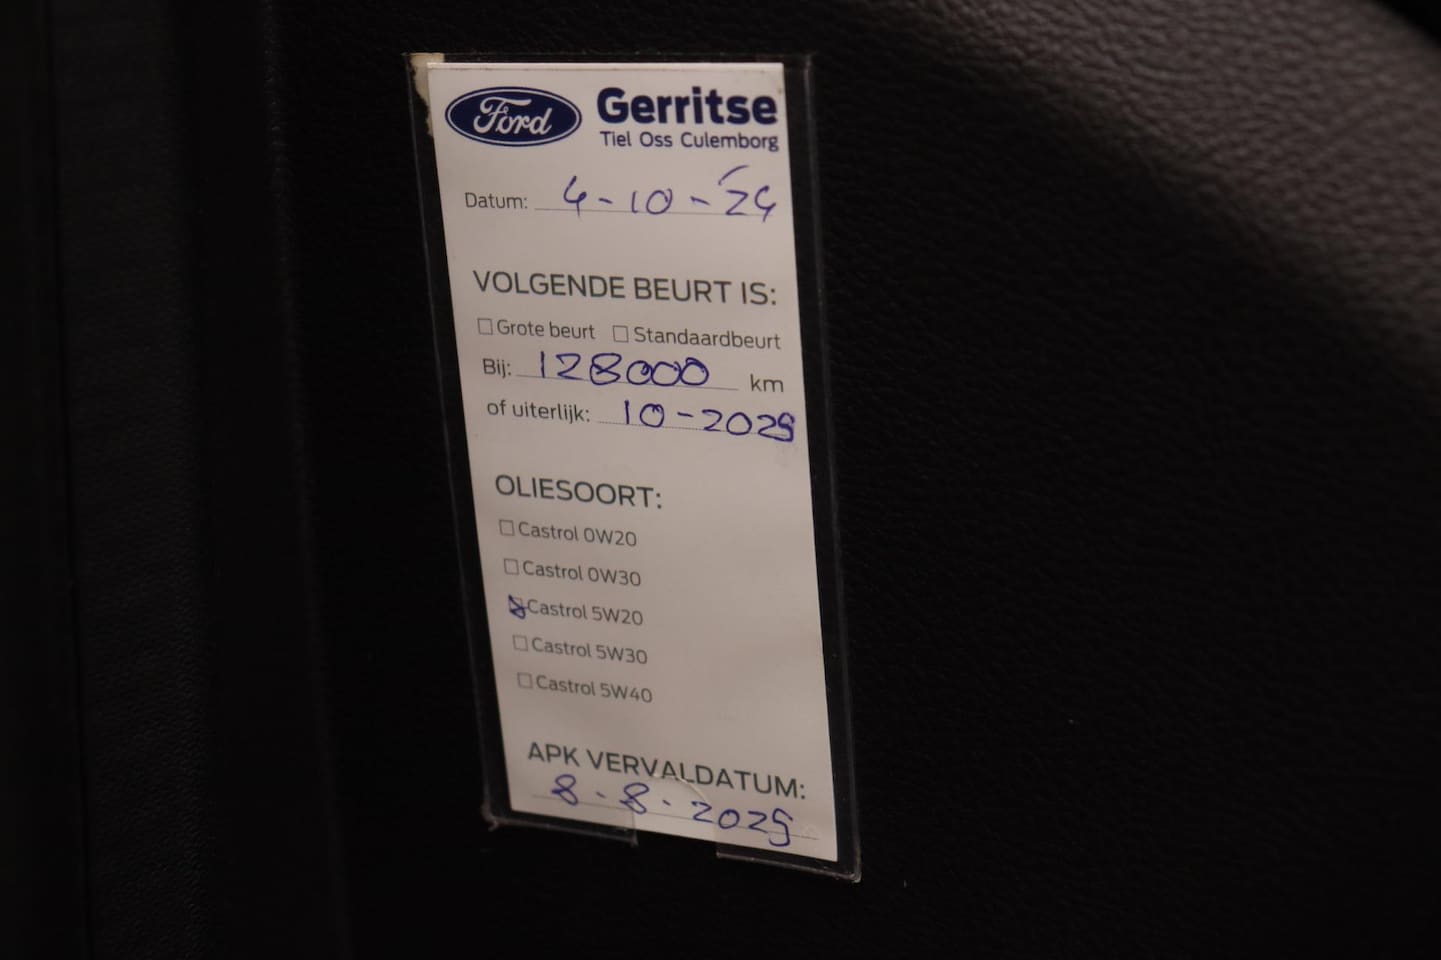 Ford Gerritse
Tiel Oss Culemborg
Datum: 4-10-'24
VOLGENDE BEURT IS:
Grote beurt Standaardbeurt
Bij: 128000 km
of uiterlijk: 10-2025
OLIESOORT:
Castrol 0W20
Castrol 0W30
Castrol 5W20
Castrol 5W30
Castrol 5W40
APK VERVALDATUM:
8-8-2025